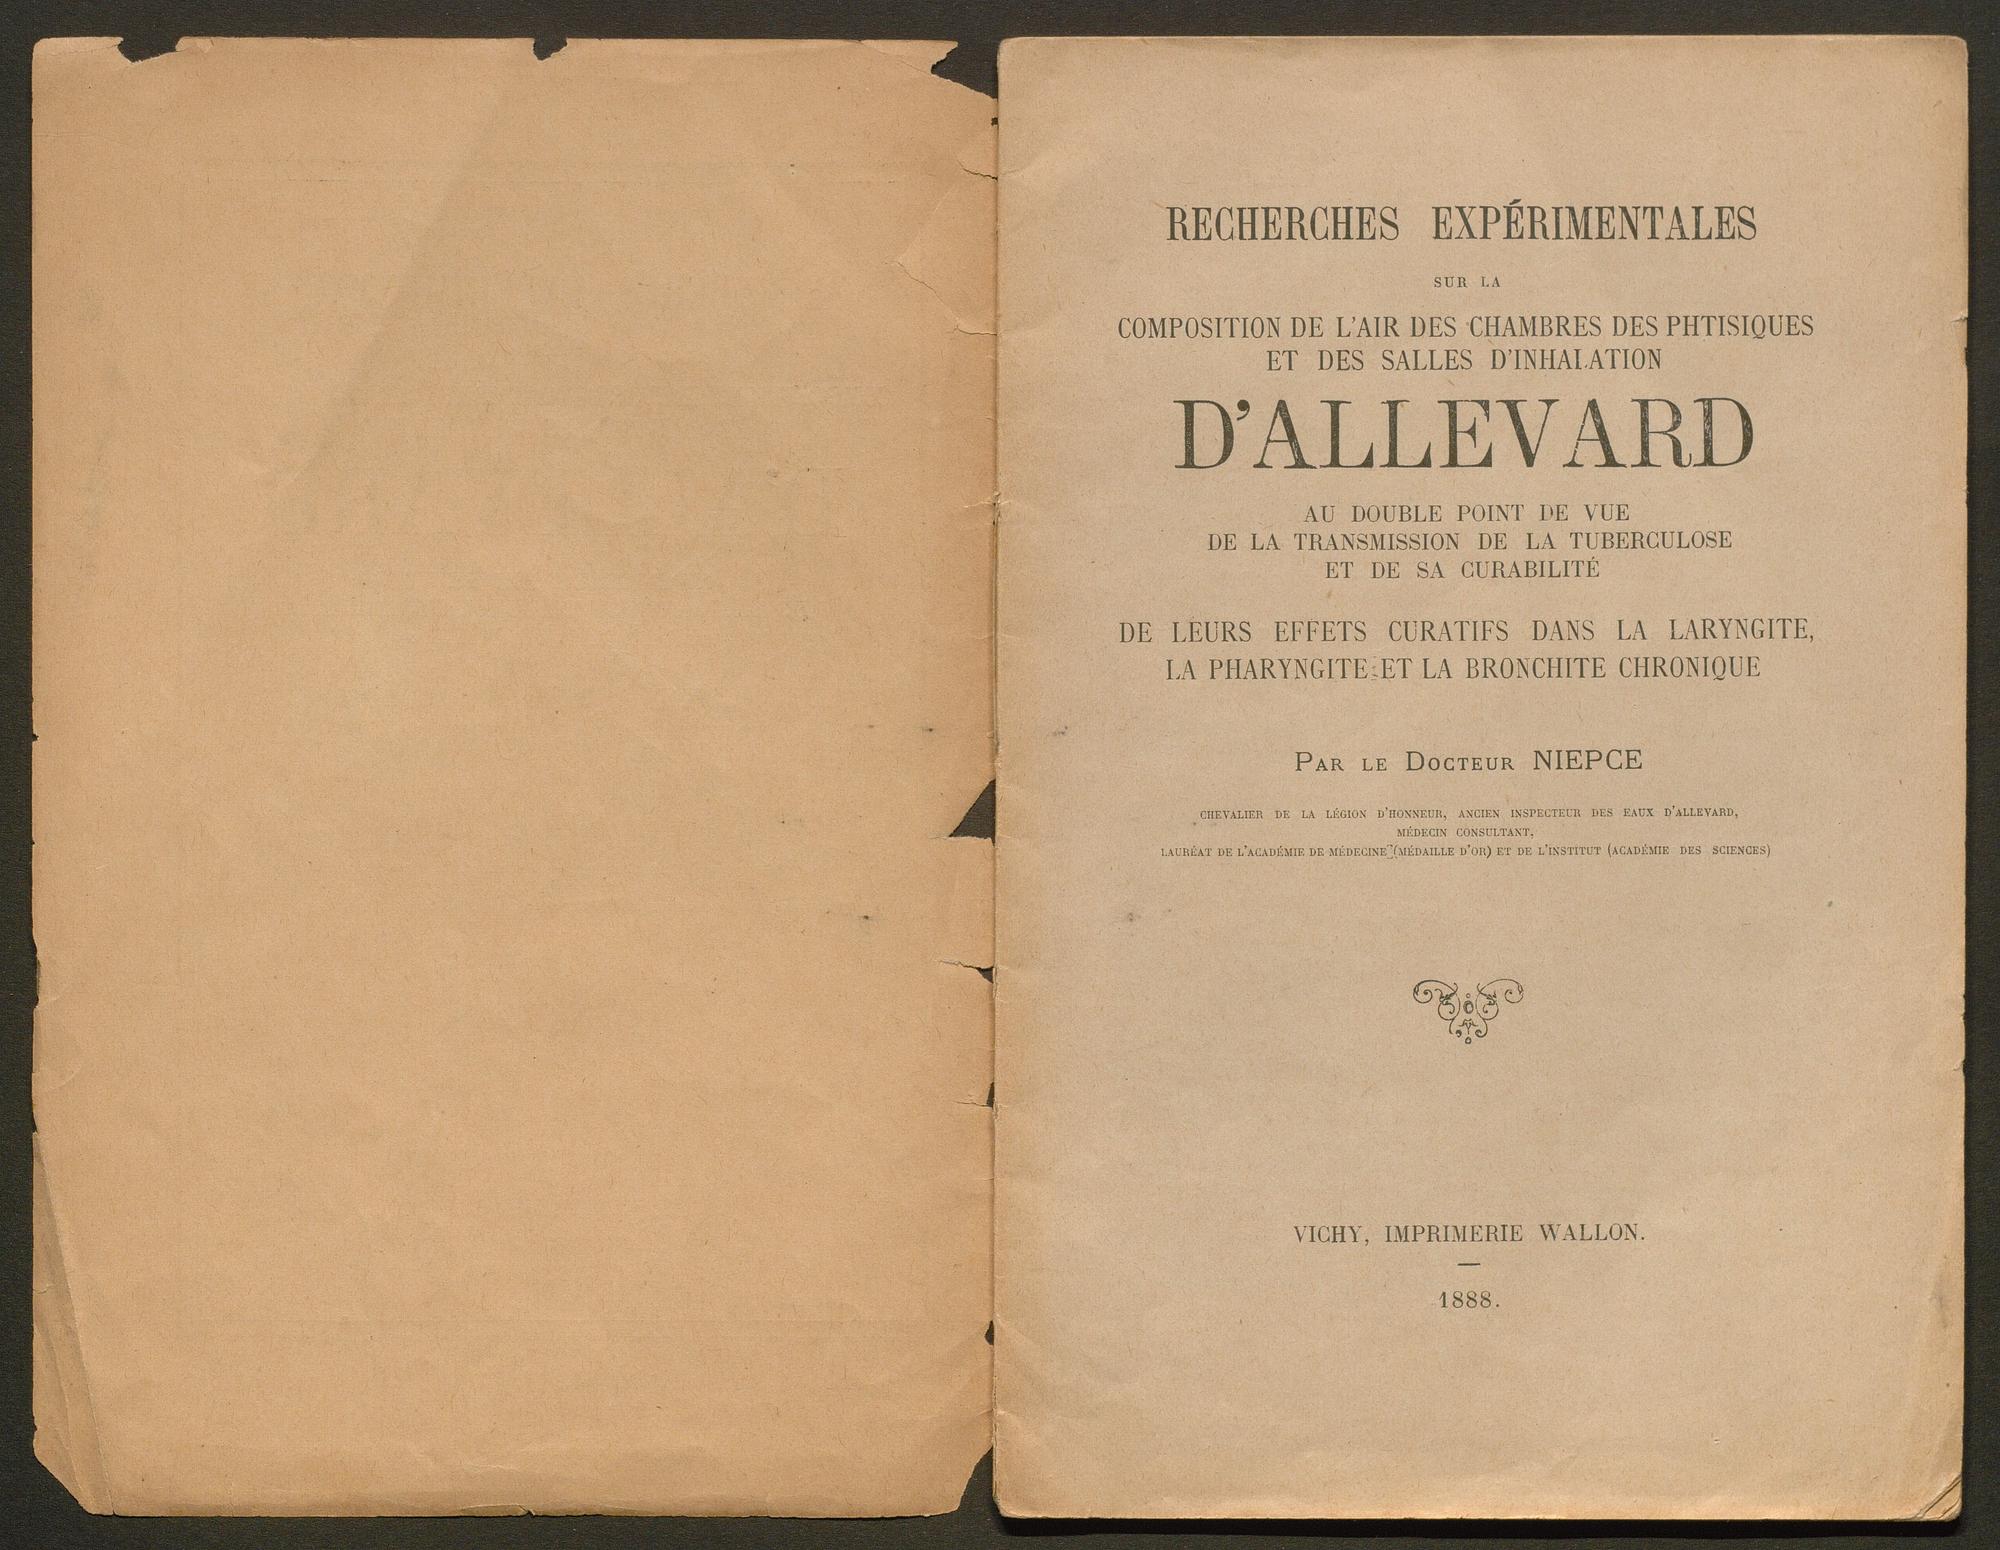 RECHERCHES EXPÉRIMENTALES
SUR LA
COMPOSITION DE L'AIR DES CHAMBRES DES PHTISIQUES
ET DES SALLES D'INHALATION
D'ALLEVARD
AU DOUBLE POINT DE VUE
DE LA TRANSMISSION DE LA TUBERCULOSE
ET DE SA CURABILITÉ
DE LEURS EFFETS CURATIFS DANS LA LARYNGITE,
LA PHARYNGITE ET LA BRONCHITE CHRONIQUE
PAR LE DOCTEUR NIEPCE
CHEVALIER DE LA LÉGION D'HONNEUR, ANCIEN INSPECTEUR DES EAUX D'ALLEVARD,
MÉDECIN CONSULTANT,
LAURÉAT DE L'ACADÉMIE DE MÉDECINE (MÉDAILLE D'OR) ET DE L'INSTITUT (ACADÉMIE DES SCIENCES)
VICHY, IMPRIMERIE WALLON.
1888.